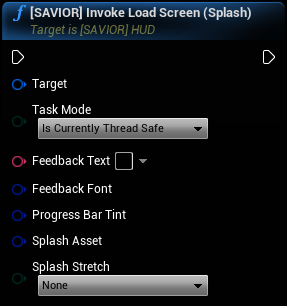 f [SAVIOR] Invoke Load Screen (Splash)
Target is [SAVIOR] HUD
Target
Task Mode
Is Currently Thread Safe
Feedback Text
Feedback Font
Progress Bar Tint
Splash Asset
Splash Stretch
None